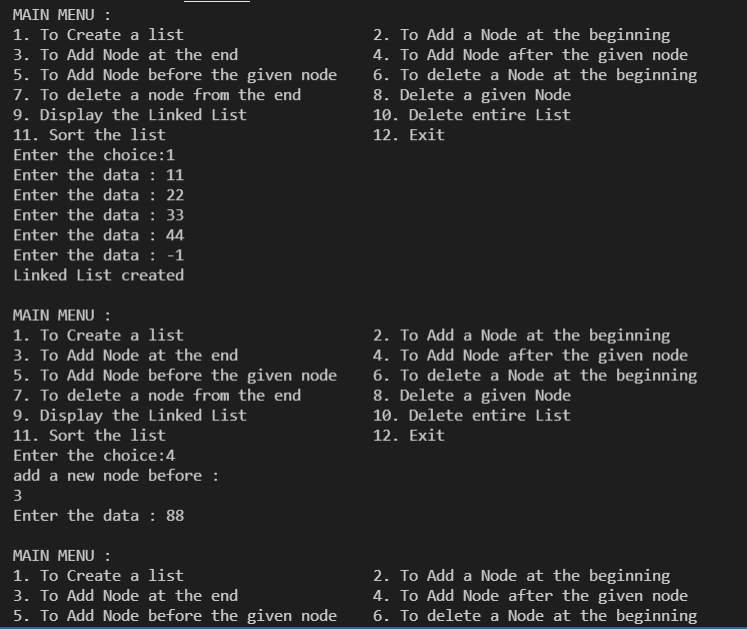 MAIN MENU :
1. To Create a list                     2. To Add a Node at the beginning
3. To Add Node at the end               4. To Add Node after the given node
5. To Add Node before the given node    6. To delete a Node at the beginning
7. To delete a node from the end        8. Delete a given Node
9. Display the Linked List              10. Delete entire List
11. Sort the list                       12. Exit
Enter the choice:1
Enter the data : 11
Enter the data : 22
Enter the data : 33
Enter the data : 44
Enter the data : -1
Linked List created

MAIN MENU :
1. To Create a list                     2. To Add a Node at the beginning
3. To Add Node at the end               4. To Add Node after the given node
5. To Add Node before the given node    6. To delete a Node at the beginning
7. To delete a node from the end        8. Delete a given Node
9. Display the Linked List              10. Delete entire List
11. Sort the list                       12. Exit
Enter the choice:4
add a new node before :
3
Enter the data : 88

MAIN MENU :
1. To Create a list                     2. To Add a Node at the beginning
3. To Add Node at the end               4. To Add Node after the given node
5. To Add Node before the given node    6. To delete a Node at the beginning